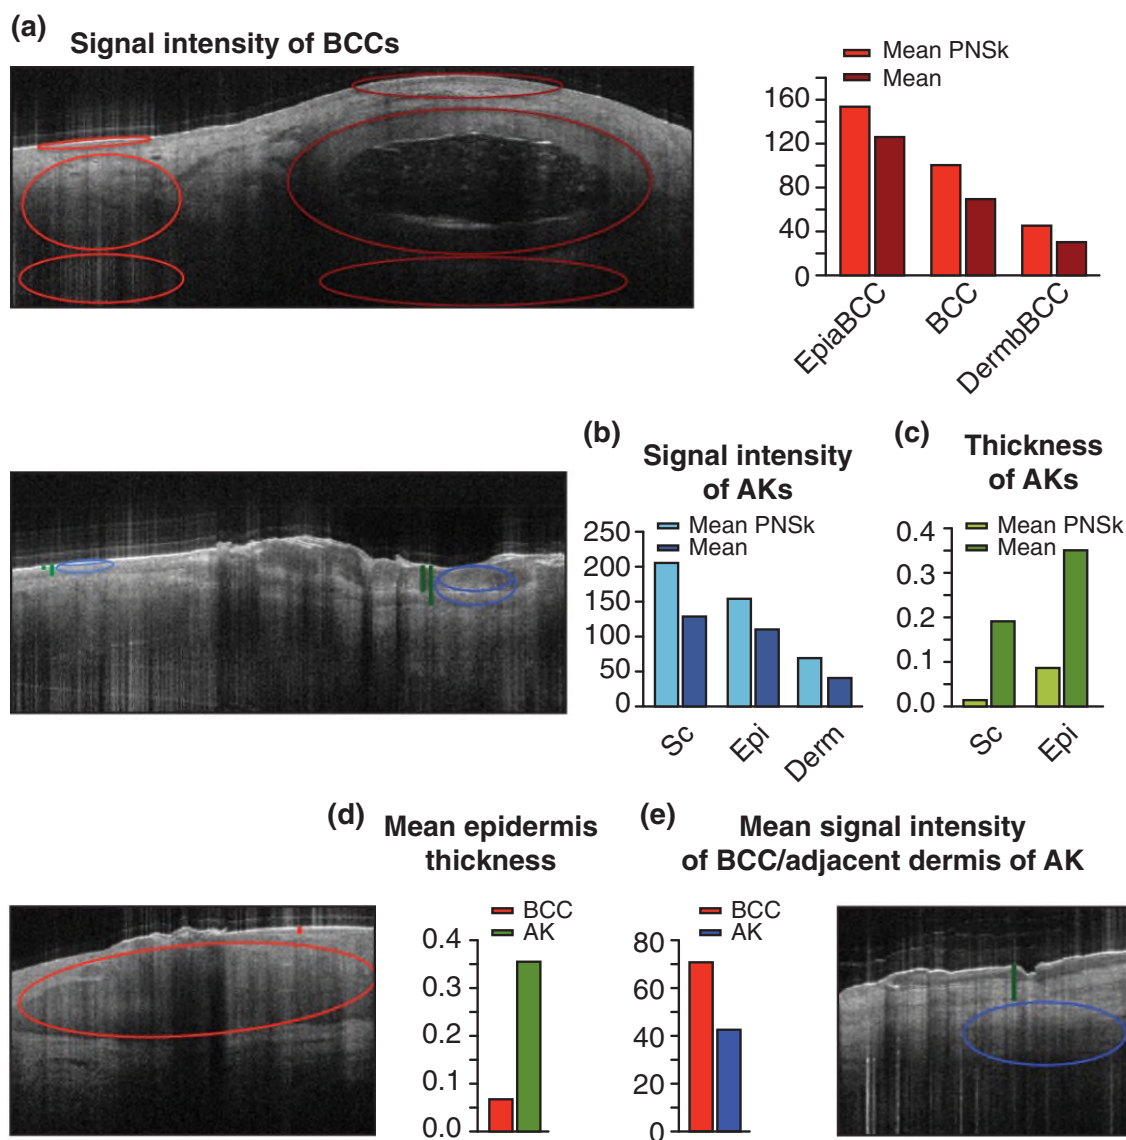 (a)
Signal intensity of BCCs
Mean PNSk
Mean
160
120
80
40
0
EpiaBCC
BCC
DermbBCC
(b)
Signal intensity
of AKs
Mean PNSk
Mean
250
200
150
100
50
0
Sc
Epi
Derm
(c)
Thickness
of AKs
Mean PNSk
Mean
0.4
0.3
0.2
0.1
0.0
Sc
Epi
(d)
Mean epidermis
thickness
BCC
AK
0.4
0.3
0.2
0.1
0.0
(e)
Mean signal intensity
of BCC/adjacent dermis of AK
BCC
AK
80
60
40
20
0